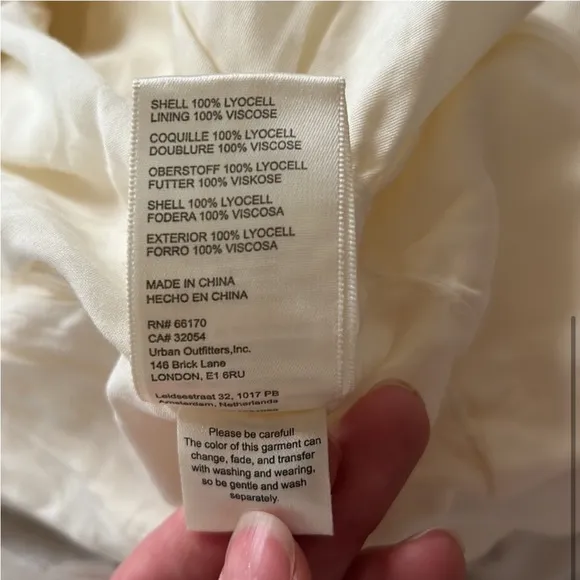 SHELL 100% LYOCELL
LINING 100% VISCOSE
COQUILLE 100% LYOCELL
DOUBLURE 100% VISCOSE
OBERSTOFF 100% LYOCELL
FUTTER 100% VISKOSE
SHELL 100% LYOCELL
FODERA 100% VISCOSA
EXTERIOR 100% LYOCELL
FORRO 100% VISCOSA
MADE IN CHINA
HECHO EN CHINA
RN# 66170
CA# 32054
Urban Outfitters,Inc.
146 Brick Lane
LONDON, E1 6RU
Leidsestraat 32, 1017 PB
Amsterdam, Netherlands
Please be careful!
The color of this garment can
change, fade, and transfer
with washing and wearing,
so be gentle and wash
separately.